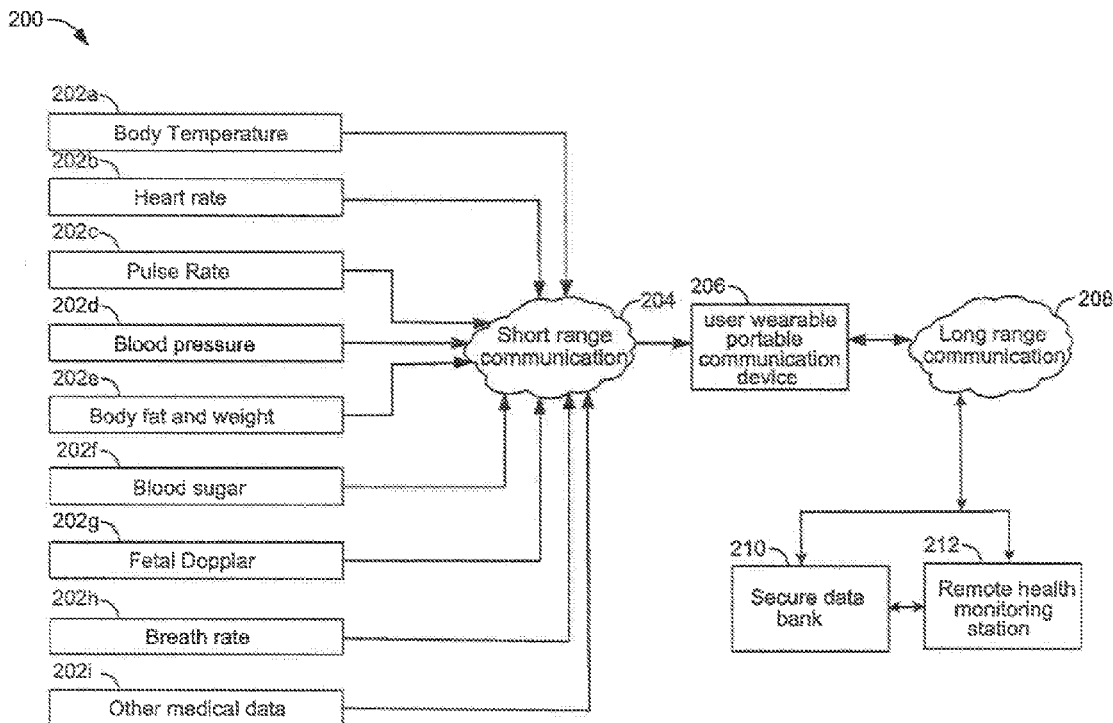 200
202a
Body Temperature
202b
Heart rate
202c
Pulse Rate
202d
Blood pressure
202e
Body fat and weight
202f
Blood sugar
202g
Fetal Dopplar
202h
Breath rate
202i
Other medical data
204
Short range
communication
206
user wearable
portable
communication
device
208
Long range
communication
210
Secure data
bank
212
Remote health
monitoring
station